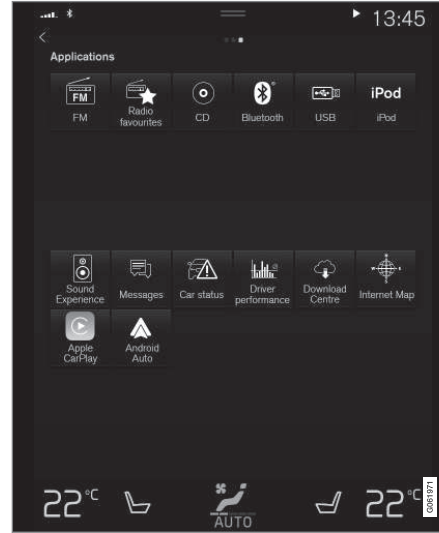 13:45
Applications
FM
iPod
FM
Radio
favourites
CD
Bluetooth
USB
iPod
Sound
Experience
Messages
Car status
Driver
performance
Download
Centre
Internet Map
Apple
CarPlay
Android
Auto
22°C
AUTO
22°C
G061971